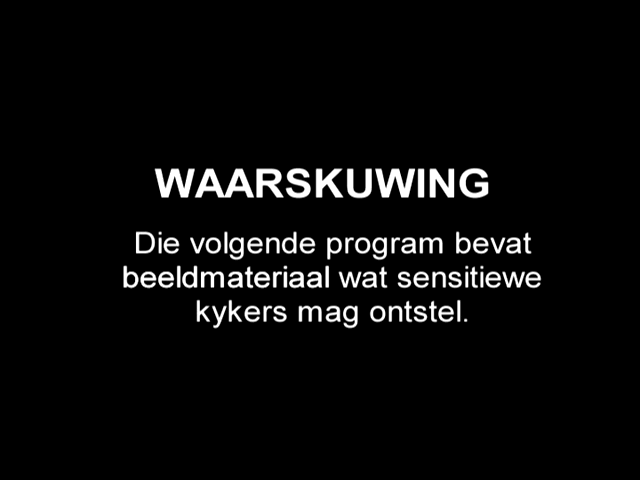 WAARSKUWING
Die volgende program bevat
beeldmateriaal wat sensitiewe
kykers mag ontstel.